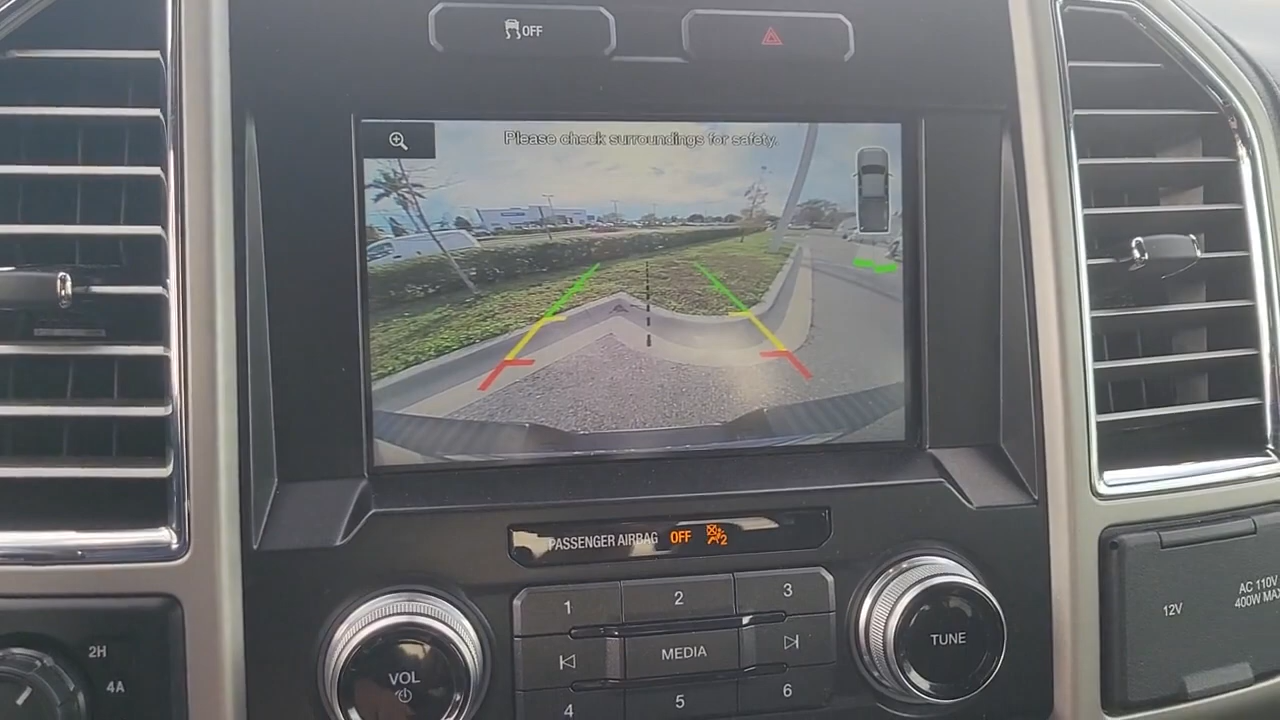 OFF
Please check surroundings for safety.
PASSENGER AIRBAG OFF 2
1 2 3
MEDIA
4 5 6
VOL
TUNE
2H
4A
12V
AC 110V
400W MAX